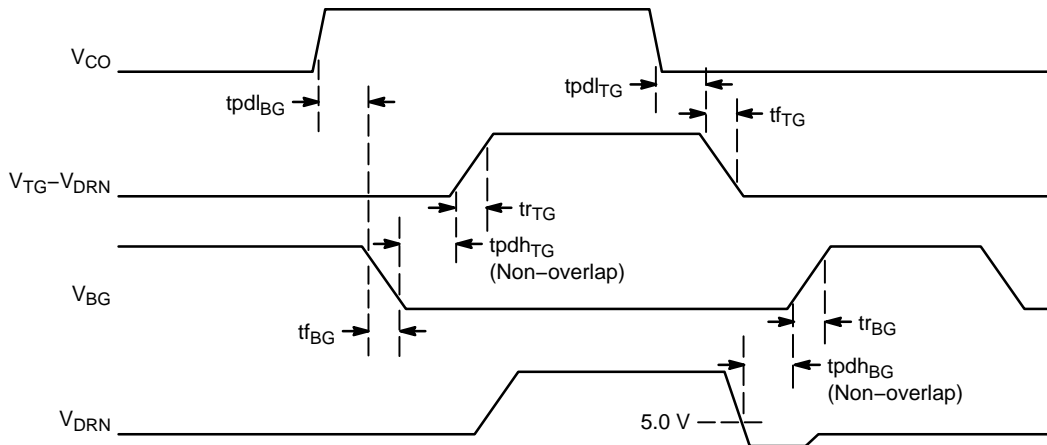 VCO
tpdlBG
tpdlTG
tfTG
VTG−VDRN
trTG
tpdhTG
(Non−overlap)
VBG
tfBG
trBG
tpdhBG
(Non−overlap)
5.0 V
VDRN